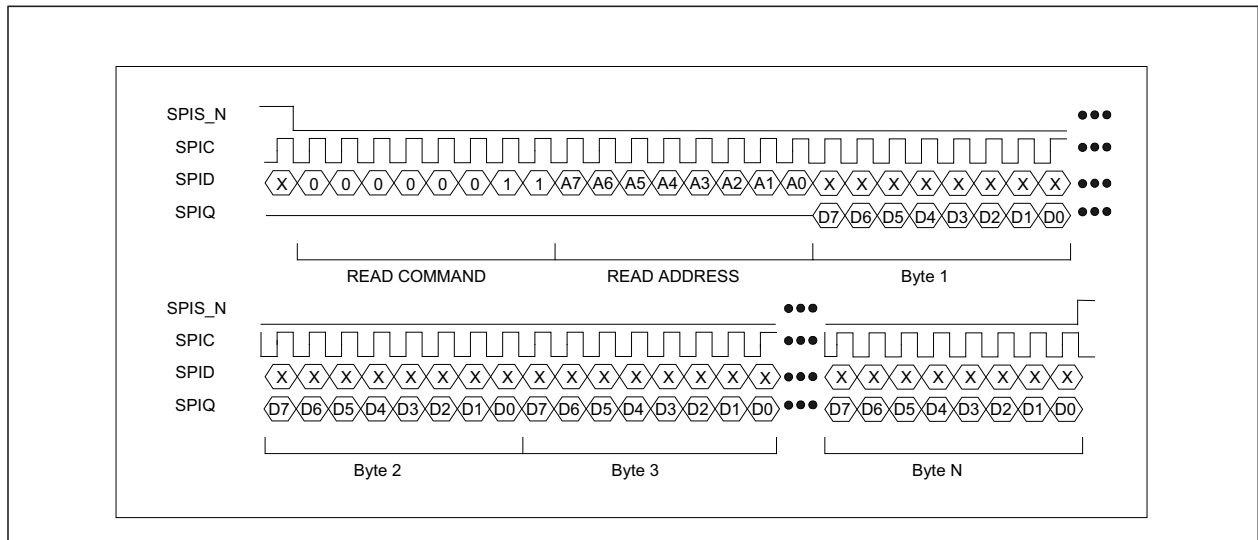 SPIS_N •••
SPIC •••
SPID X 0 0 0 0 0 0 1 1 A7 A6 A5 A4 A3 A2 A1 A0 X X X X X X X X •••
SPIQ D7 D6 D5 D4 D3 D2 D1 D0 •••
READ COMMAND READ ADDRESS Byte 1
SPIS_N •••
SPIC •••
SPID X X X X X X X X X X X X X X X X ••• X X X X X X X X
SPIQ D7 D6 D5 D4 D3 D2 D1 D0 D7 D6 D5 D4 D3 D2 D1 D0 ••• D7 D6 D5 D4 D3 D2 D1 D0
Byte 2 Byte 3 Byte N